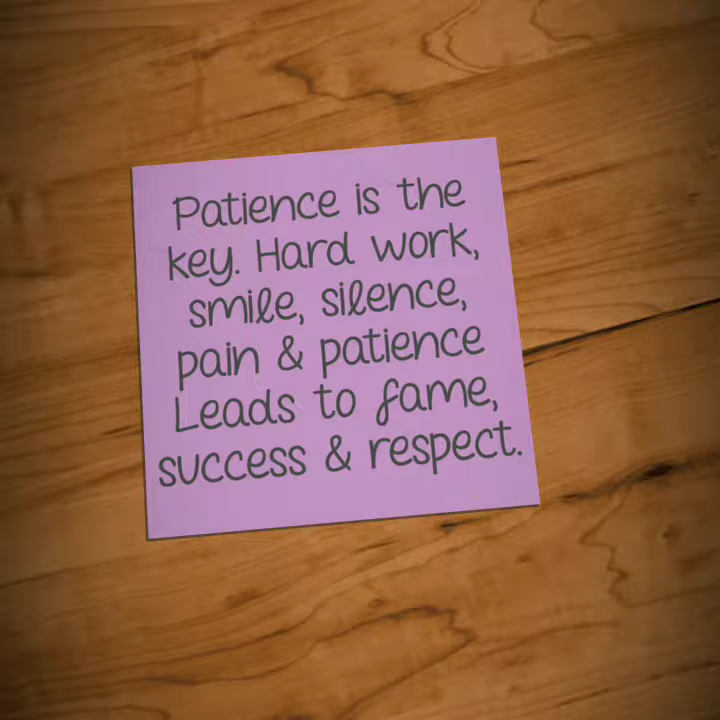 Patience is the
key. Hard work,
smile, silence,
pain & patience
Leads to fame,
success & respect.